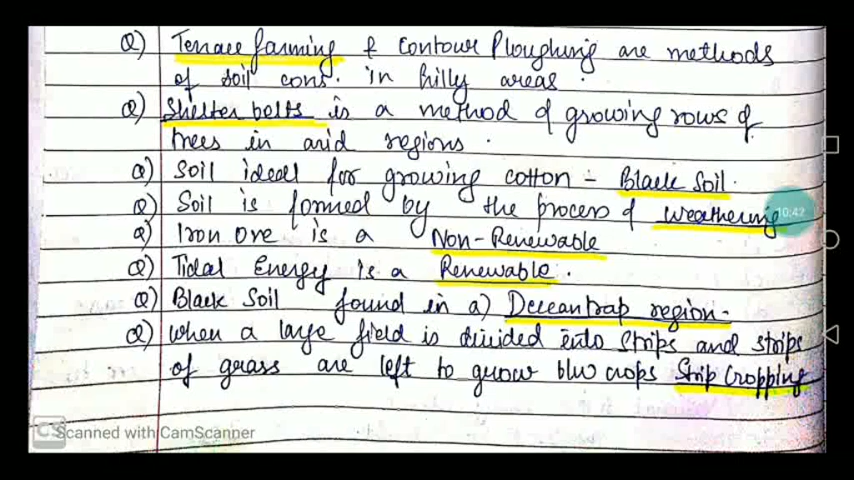 Q) Terrace farming & contour Ploughing are methods
of soil cons. in hilly areas.
Q) Shelter belts is a method of growing rows of
trees in arid regions.
Q) Soil ideal for growing cotton - Black Soil.
Q) Soil is formed by the process of weathering
Q) Iron ore is a Non-Renewable
Q) Tidal Energy is a Renewable.
Q) Black Soil found in a) Deccan trap region.
Q) when a large field is divided into strips and strips
of grass are left to grow b/w crops Strip Cropping
10:42
CS Scanned with CamScanner